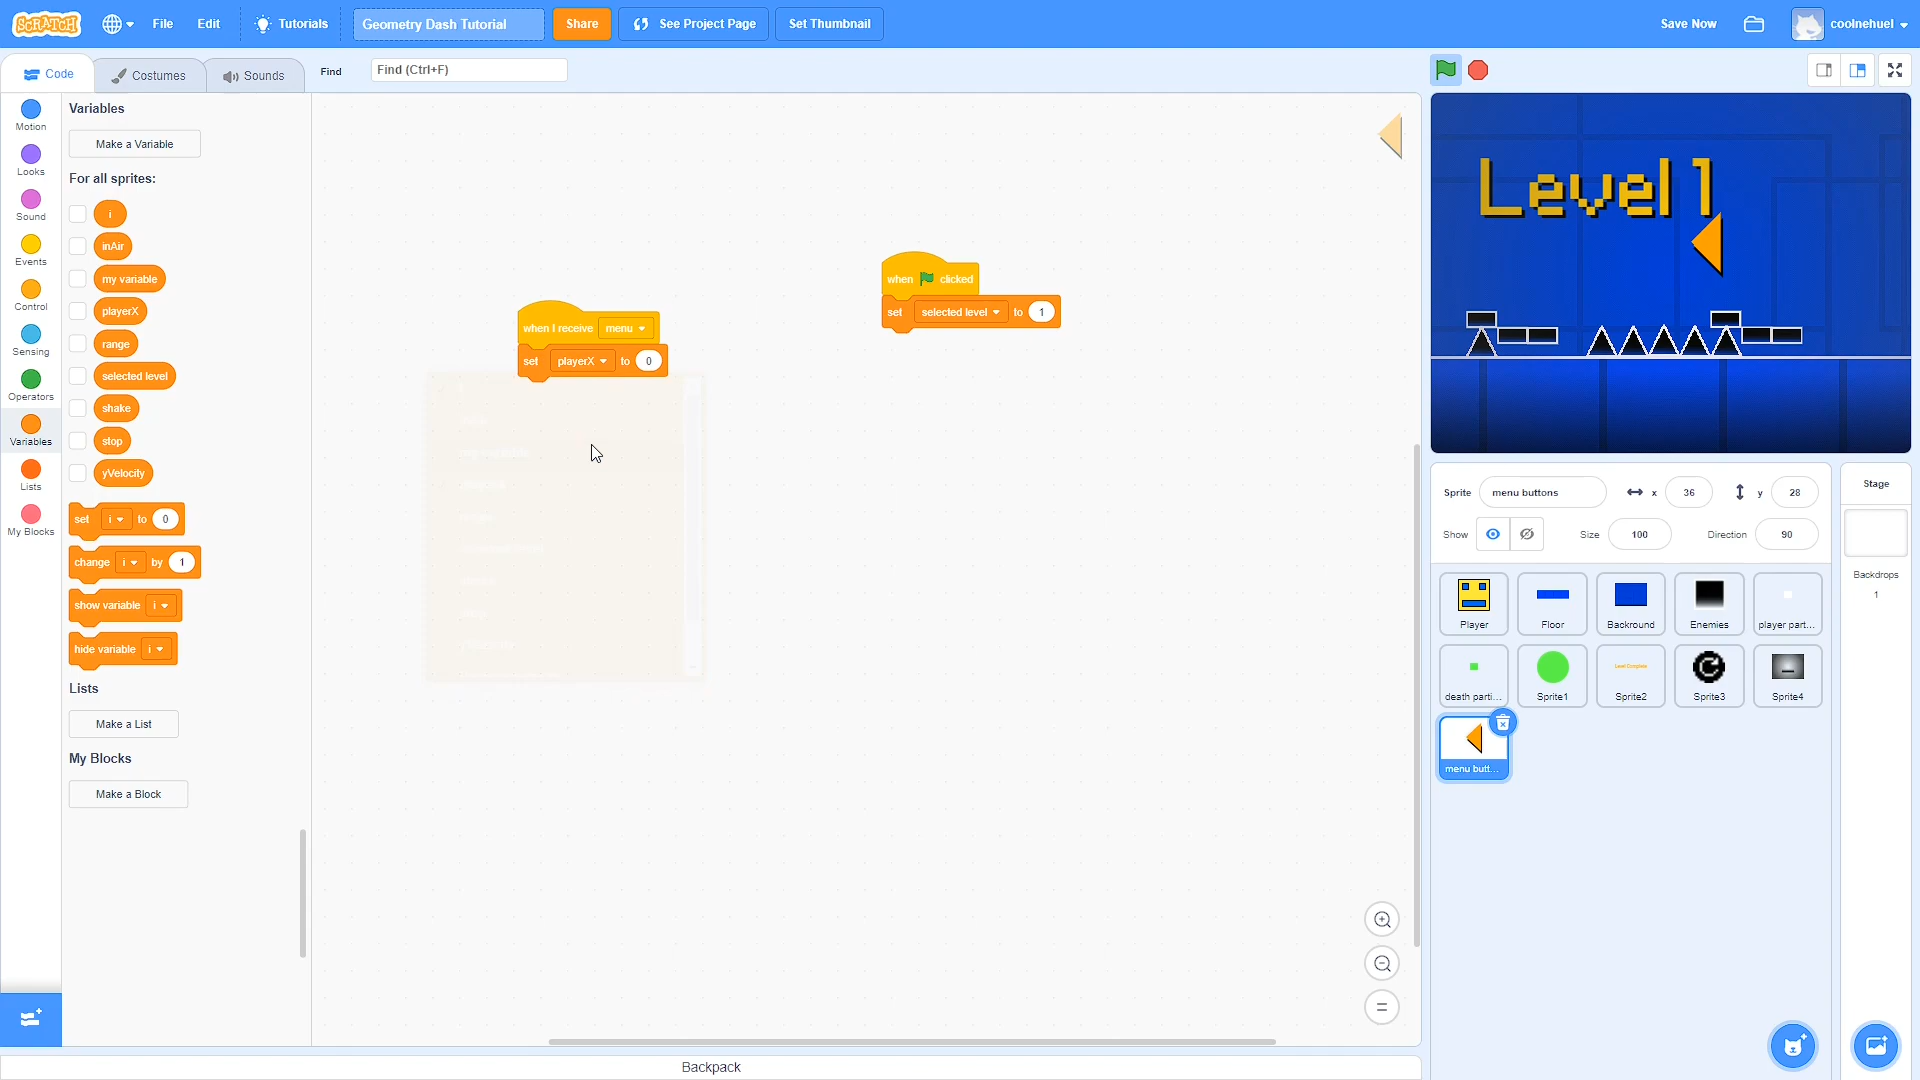 SCRATCH
File
Edit
Tutorials
Geometry Dash Tutorial
Share
See Project Page
Set Thumbnail
Save Now
coolnehuel
Code
Costumes
Sounds
Find
Find (Ctrl+F)
Motion
Looks
Sound
Events
Control
Sensing
Operators
Variables
Lists
My Blocks
Variables
Make a Variable
For all sprites:
i
inAir
my variable
playerX
range
selected level
shake
stop
yVelocity
set i to 0
change i by 1
show variable i
hide variable i
Lists
Make a List
My Blocks
Make a Block
when I receive menu
set playerX to 0
when clicked
set selected level to 1
Backpack
Level 1
Sprite menu buttons x 36 y 28
Show Size 100 Direction 90
Player
Floor
Backround
Enemies
player part...
death parti...
Sprite1
Level Complete
Sprite2
Sprite3
Sprite4
menu butt...
Stage
Backdrops
1